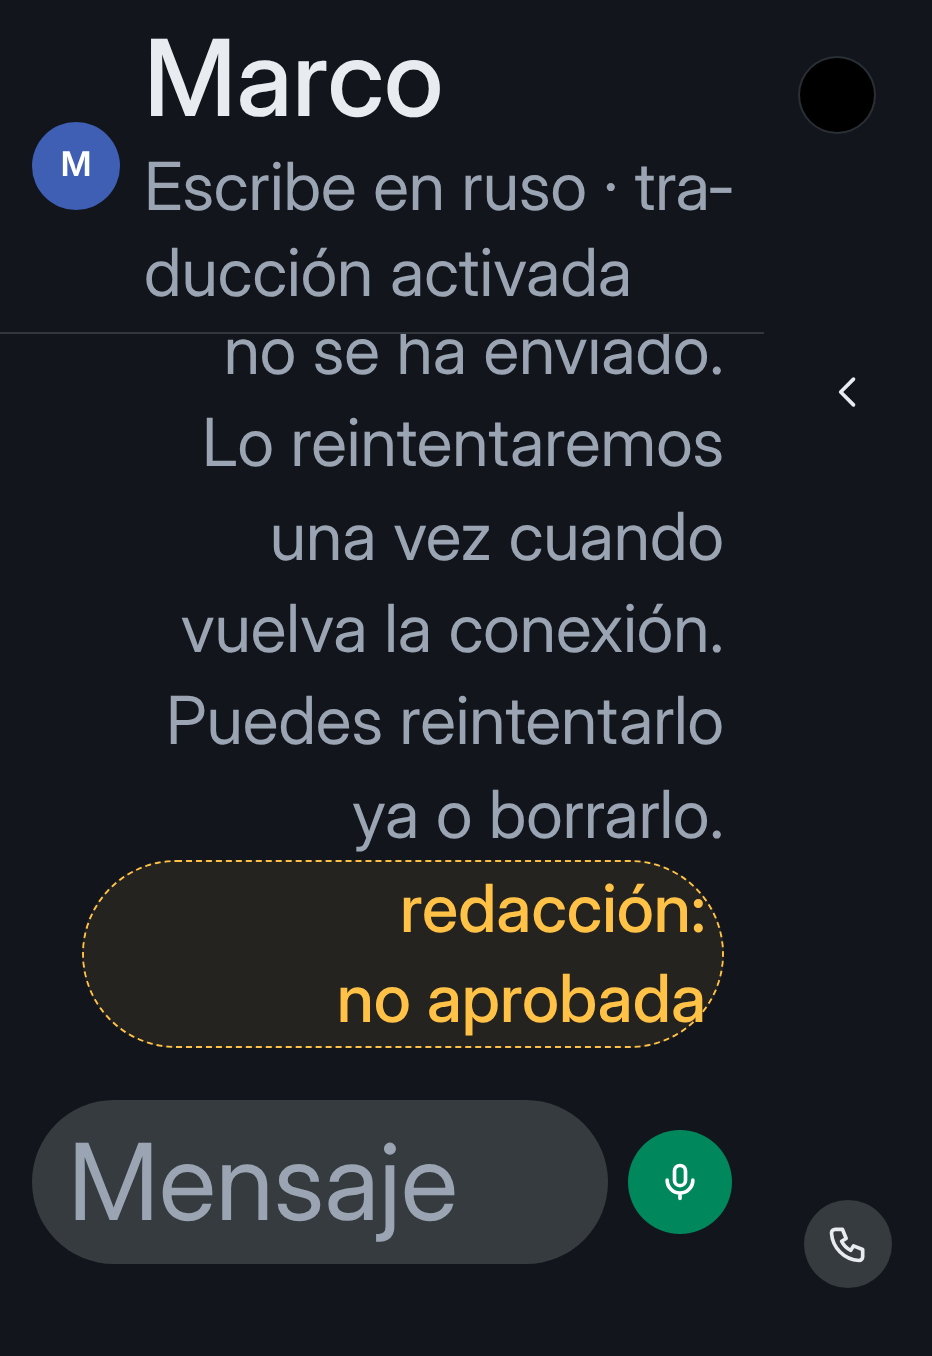 Marco
M
Escribe en ruso · tra-
ducción activada
no se ha enviado.
Lo reintentaremos
una vez cuando
vuelva la conexión.
Puedes reintentarlo
ya o borrarlo.
redacción:
no aprobada
Mensaje